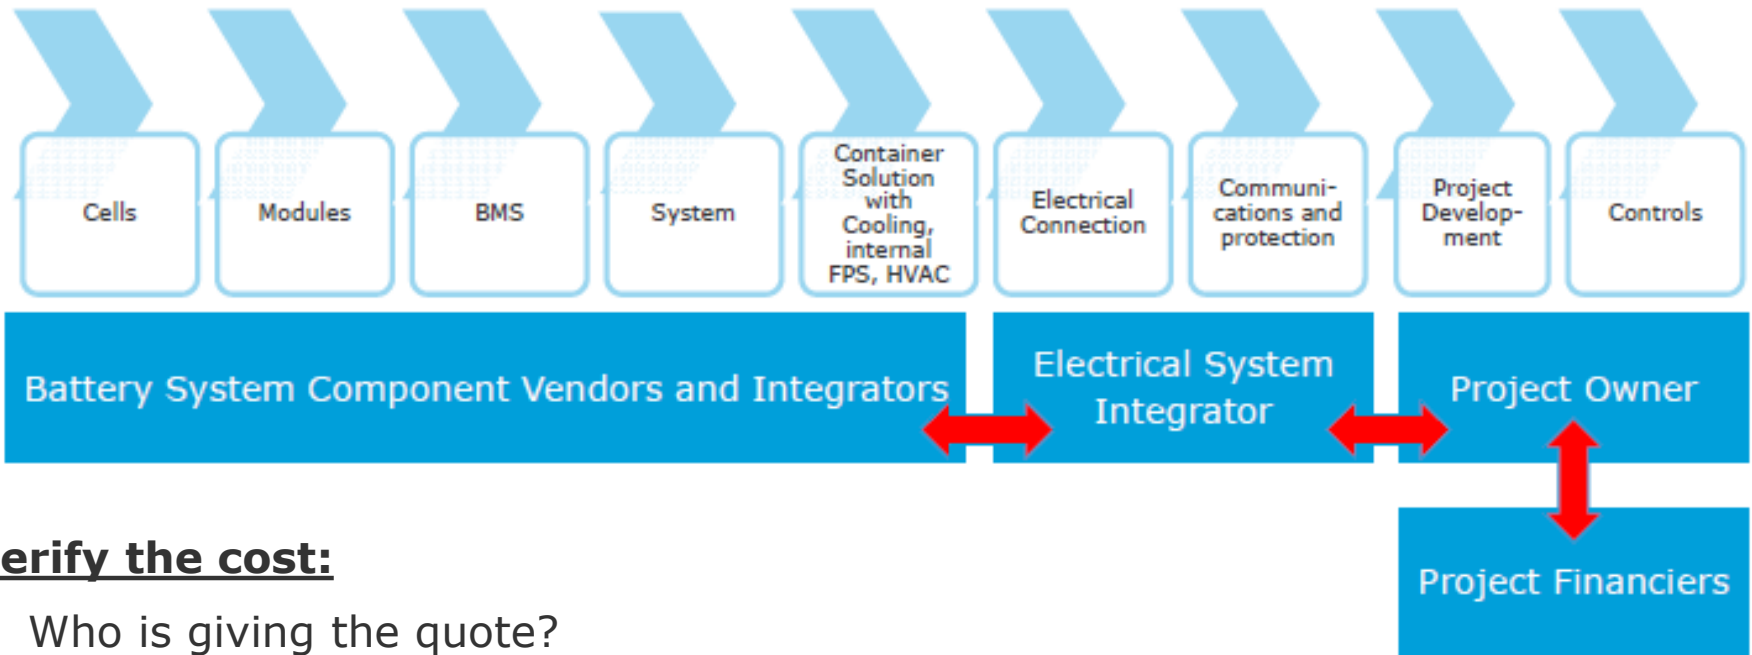 Cells
Modules
BMS
System
Container
Solution
with
Cooling,
internal
FPS, HVAC
Electrical
Connection
Communi-
cations and
protection
Project
Develop-
ment
Controls
Battery System Component Vendors and Integrators
Electrical System
Integrator
Project Owner
Project Financiers
erify the cost:
Who is giving the quote?